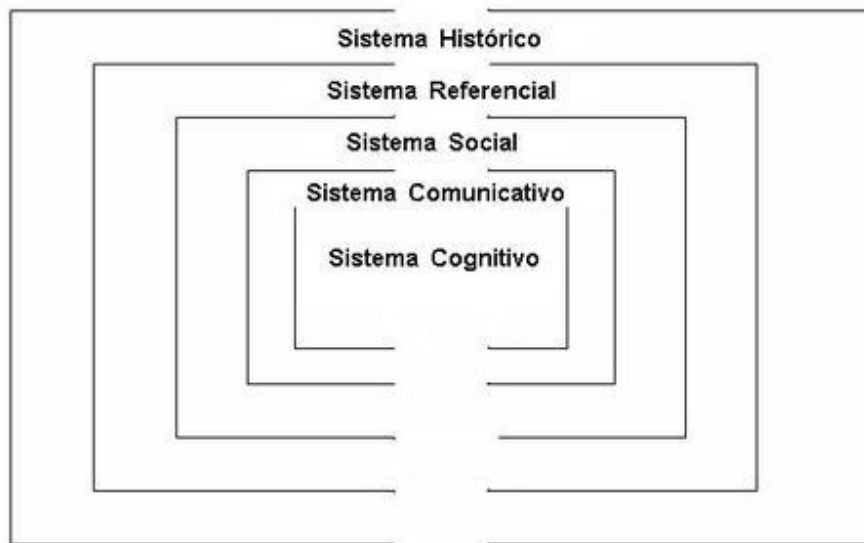 Sistema Histórico
Sistema Referencial
Sistema Social
Sistema Comunicativo
Sistema Cognitivo